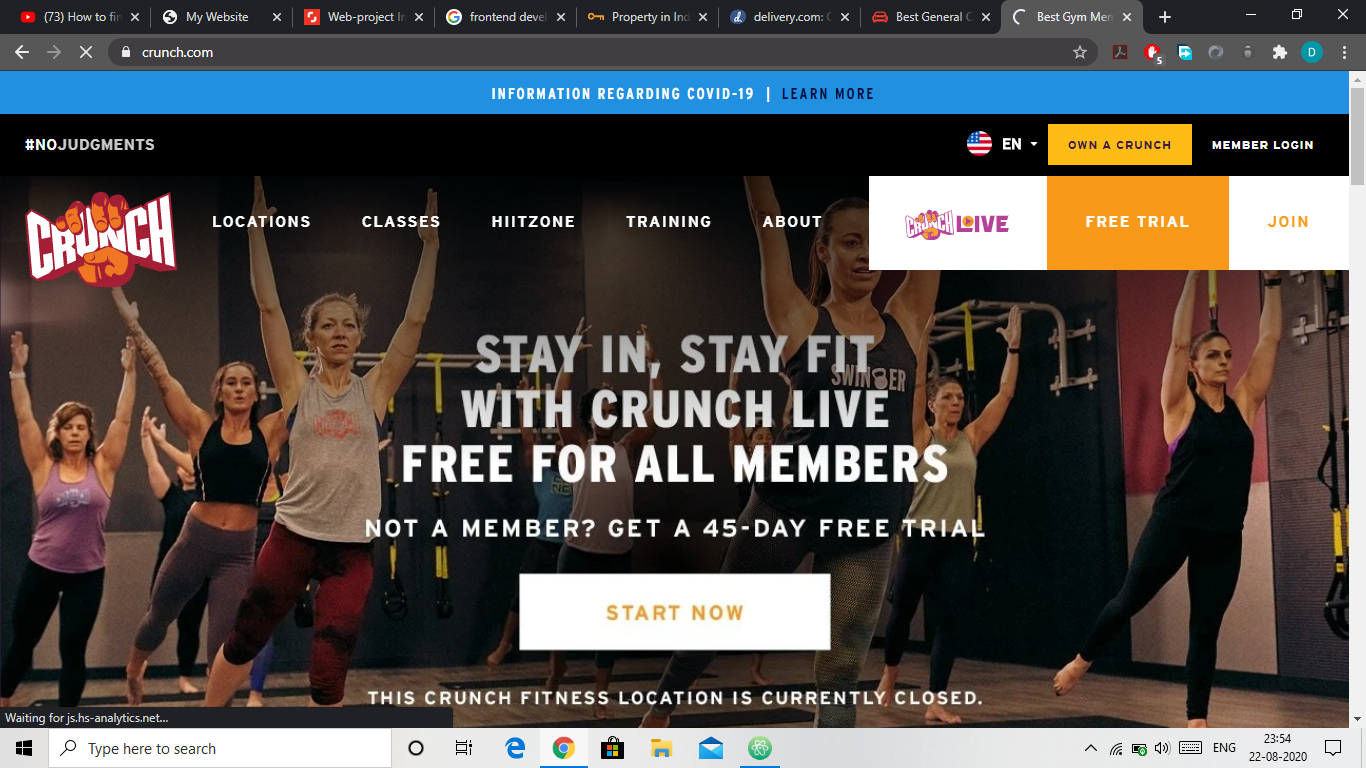 (73) How to fin
My Website
Web-project In
frontend devel
Property in Ind
delivery.com: 
Best General C
Best Gym Mem
crunch.com
5
D
INFORMATION REGARDING COVID-19 | LEARN MORE
#NOJUDGMENTS
EN
OWN A CRUNCH
MEMBER LOGIN
CRUNCH
LOCATIONS
CLASSES
HIITZONE
TRAINING
ABOUT
CRUNCH LIVE
FREE TRIAL
JOIN
STAY IN, STAY FIT
WITH CRUNCH LIVE
FREE FOR ALL MEMBERS
NOT A MEMBER? GET A 45-DAY FREE TRIAL
START NOW
THIS CRUNCH FITNESS LOCATION IS CURRENTLY CLOSED.
Waiting for js.hs-analytics.net...
Type here to search
ENG
23:54
22-08-2020